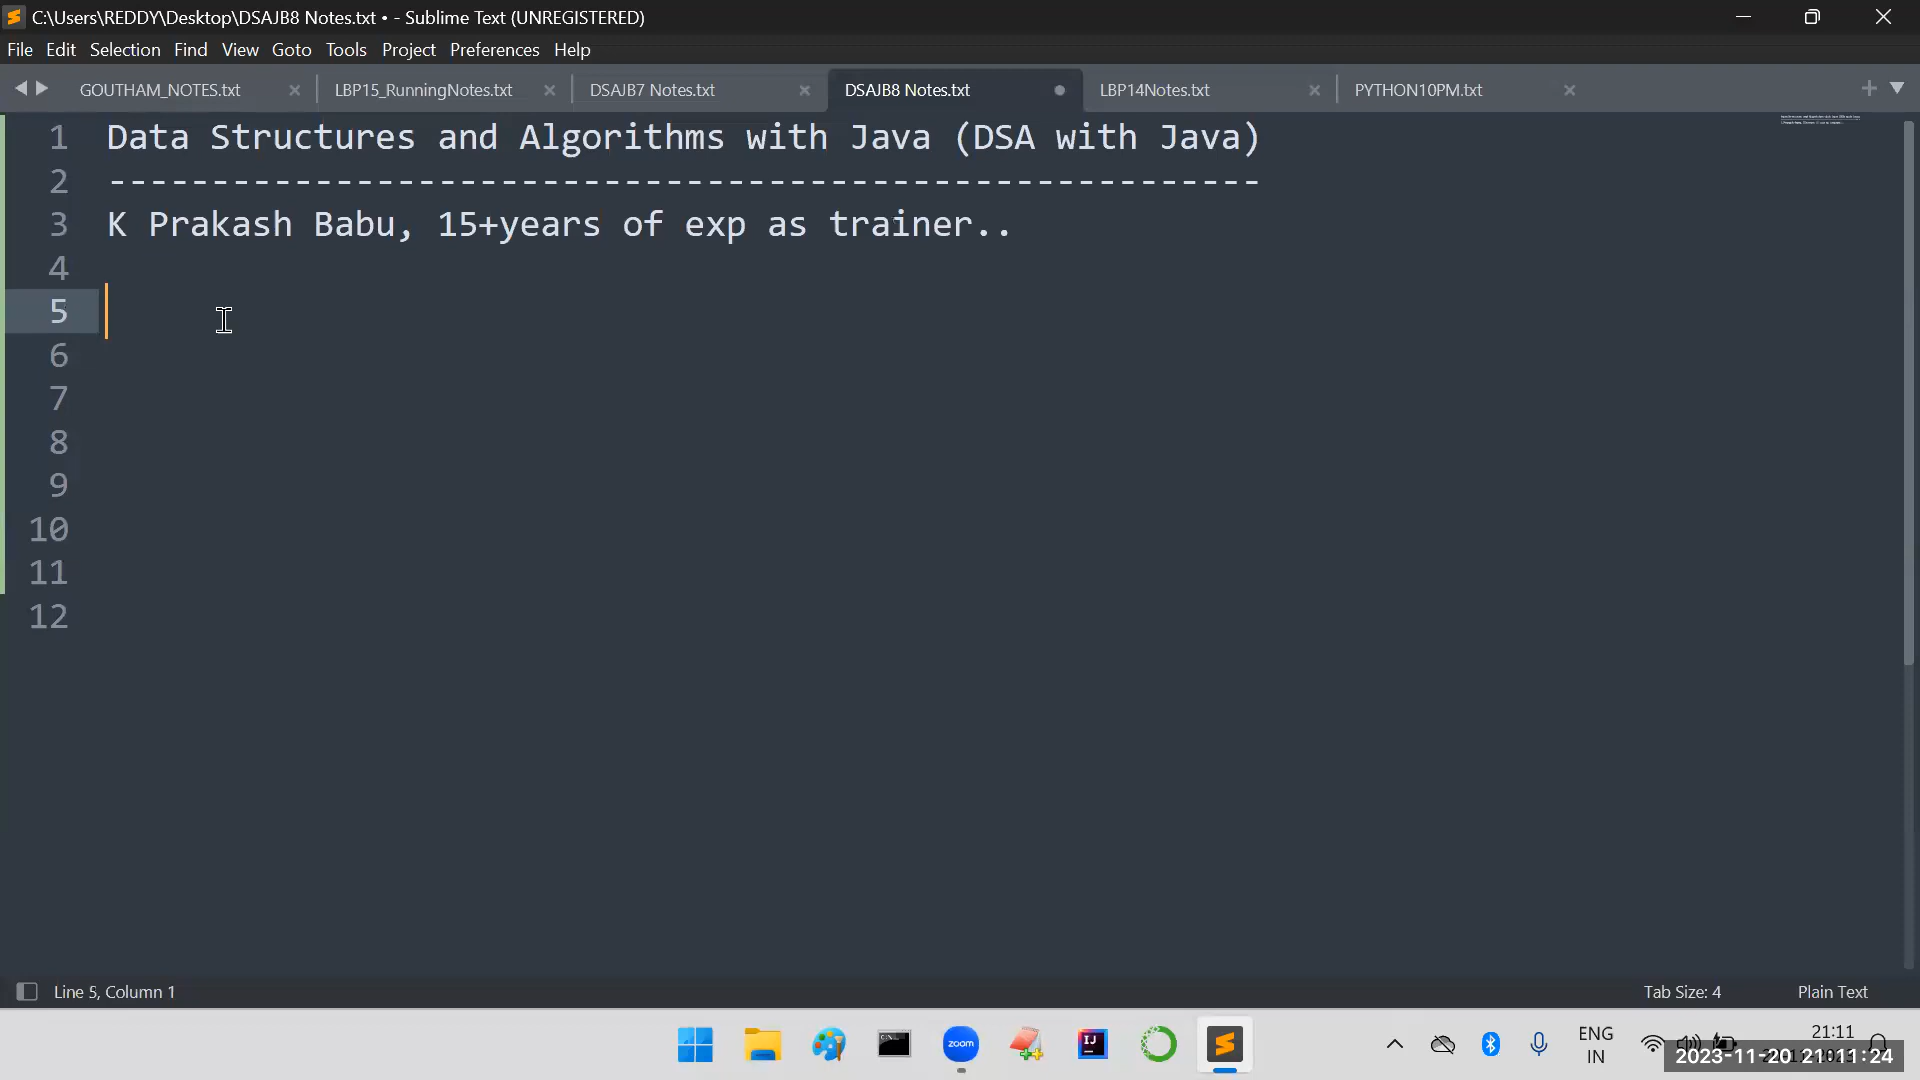 C:\Users\REDDY\Desktop\DSAJB8 Notes.txt • - Sublime Text (UNREGISTERED)
File Edit Selection Find View Goto Tools Project Preferences Help
GOUTHAM_NOTES.txt LBP15_RunningNotes.txt DSAJB7 Notes.txt DSAJB8 Notes.txt LBP14Notes.txt PYTHON10PM.txt
1 Data Structures and Algorithms with Java (DSA with Java)
2 --------------------------------------------------------
3 K Prakash Babu, 15+years of exp as trainer..
4
5
6
7
8
9
10
11
12
Line 5, Column 1 Tab Size: 4 Plain Text
zoom
IJ
ENG
IN
21:11
2023-11-20 21:11:24